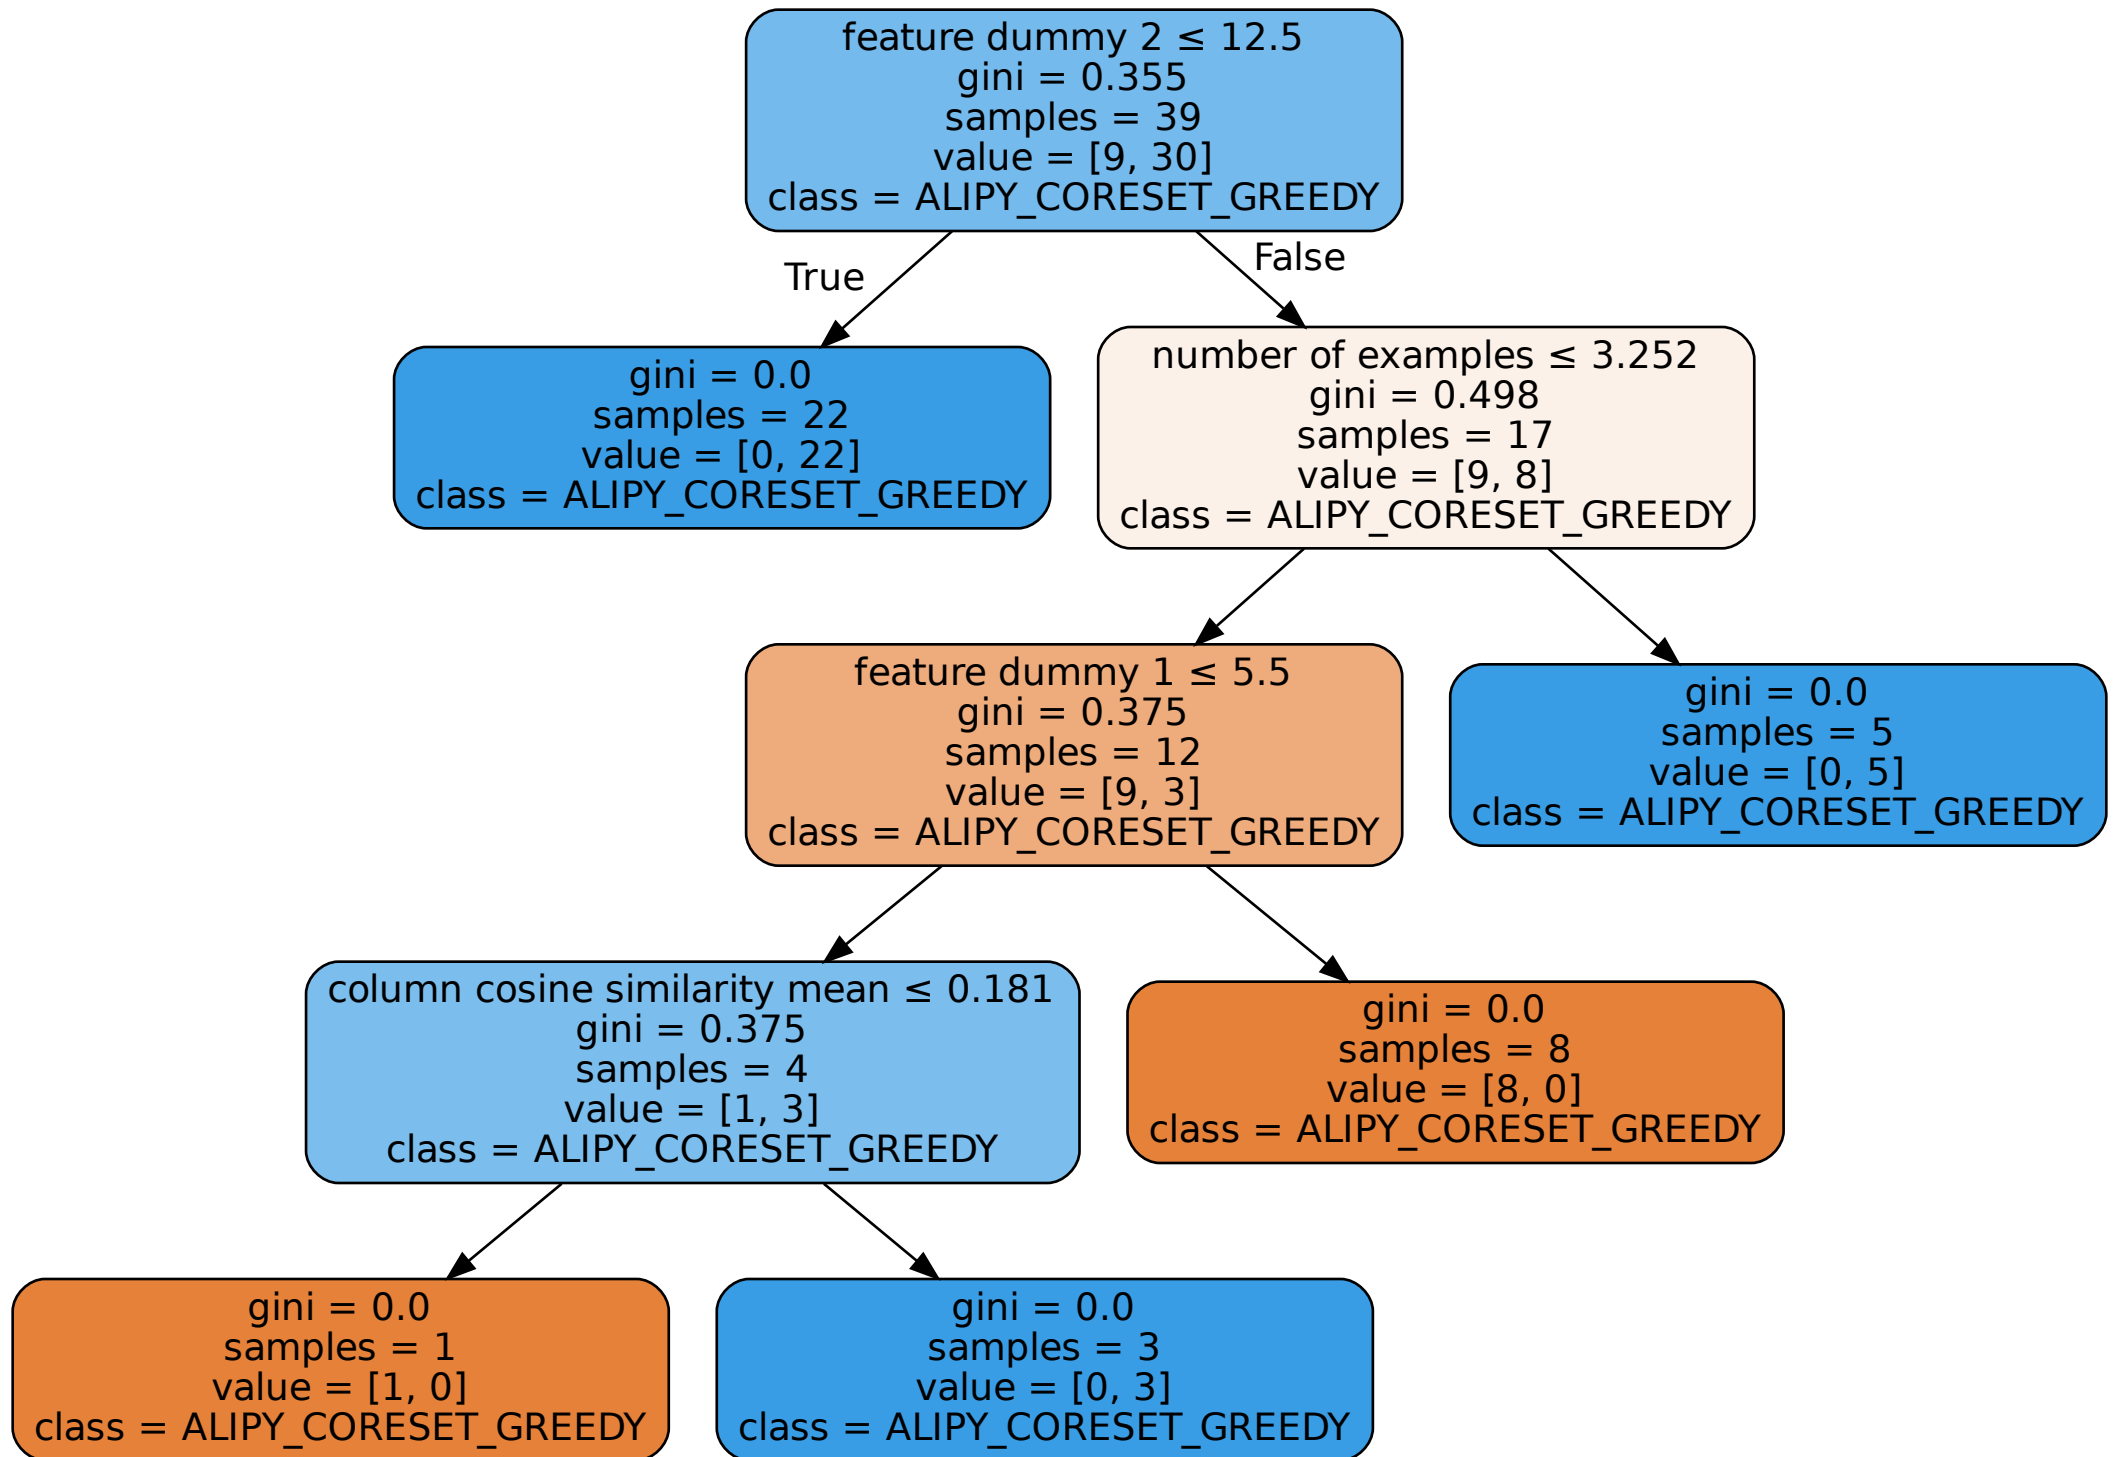 feature dummy 2 ≤ 12.5
gini = 0.355
samples = 39
value = [9, 30]
class = ALIPY_CORESET_GREEDY
True
False
gini = 0.0
samples = 22
value = [0, 22]
class = ALIPY_CORESET_GREEDY
number of examples ≤ 3.252
gini = 0.498
samples = 17
value = [9, 8]
class = ALIPY_CORESET_GREEDY
feature dummy 1 ≤ 5.5
gini = 0.375
samples = 12
value = [9, 3]
class = ALIPY_CORESET_GREEDY
gini = 0.0
samples = 5
value = [0, 5]
class = ALIPY_CORESET_GREEDY
column cosine similarity mean ≤ 0.181
gini = 0.375
samples = 4
value = [1, 3]
class = ALIPY_CORESET_GREEDY
gini = 0.0
samples = 8
value = [8, 0]
class = ALIPY_CORESET_GREEDY
gini = 0.0
samples = 1
value = [1, 0]
class = ALIPY_CORESET_GREEDY
gini = 0.0
samples = 3
value = [0, 3]
class = ALIPY_CORESET_GREEDY